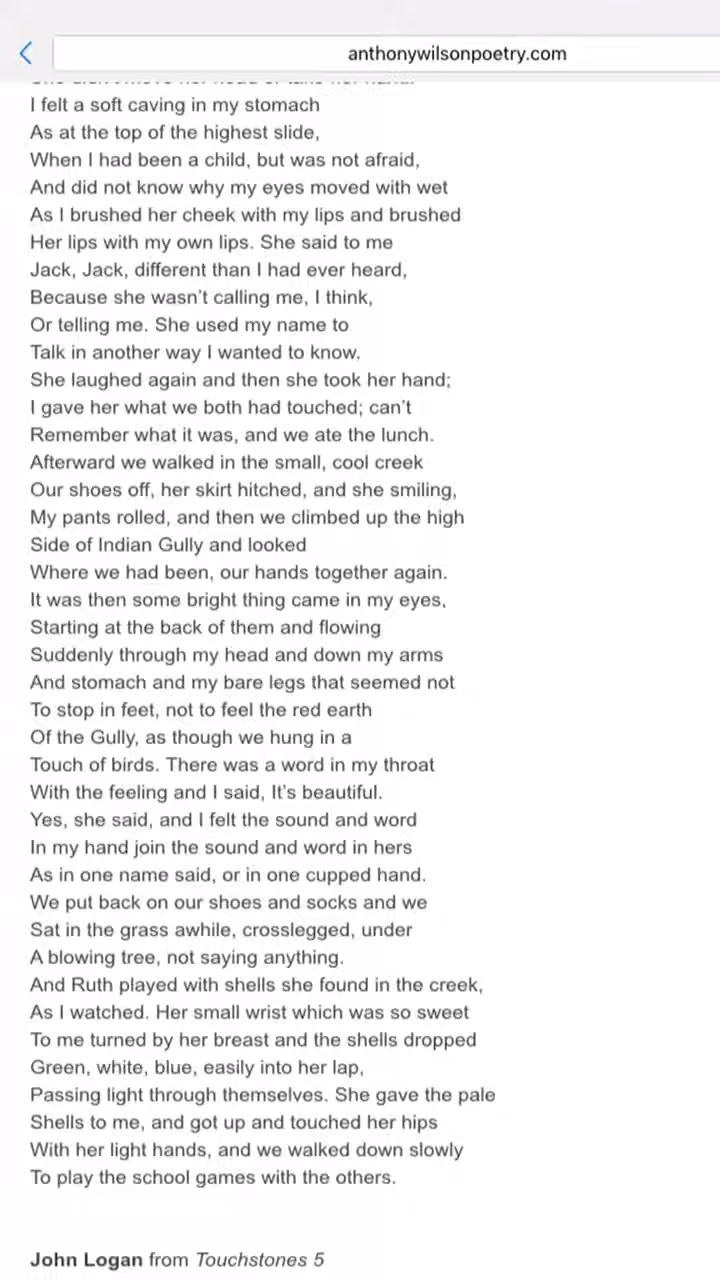 anthonywilsonpoetry.com
I felt a soft caving in my stomach
As at the top of the highest slide,
When I had been a child, but was not afraid,
And did not know why my eyes moved with wet
As I brushed her cheek with my lips and brushed
Her lips with my own lips. She said to me
Jack, Jack, different than I had ever heard,
Because she wasn't calling me, I think,
Or telling me. She used my name to
Talk in another way I wanted to know.
She laughed again and then she took her hand;
I gave her what we both had touched; can't
Remember what it was, and we ate the lunch.
Afterward we walked in the small, cool creek
Our shoes off, her skirt hitched, and she smiling,
My pants rolled, and then we climbed up the high
Side of Indian Gully and looked
Where we had been, our hands together again.
It was then some bright thing came in my eyes,
Starting at the back of them and flowing
Suddenly through my head and down my arms
And stomach and my bare legs that seemed not
To stop in feet, not to feel the red earth
Of the Gully, as though we hung in a
Touch of birds. There was a word in my throat
With the feeling and I said, It's beautiful.
Yes, she said, and I felt the sound and word
In my hand join the sound and word in hers
As in one name said, or in one cupped hand.
We put back on our shoes and socks and we
Sat in the grass awhile, crosslegged, under
A blowing tree, not saying anything.
And Ruth played with shells she found in the creek,
As I watched. Her small wrist which was so sweet
To me turned by her breast and the shells dropped
Green, white, blue, easily into her lap,
Passing light through themselves. She gave the pale
Shells to me, and got up and touched her hips
With her light hands, and we walked down slowly
To play the school games with the others.
John Logan from Touchstones 5